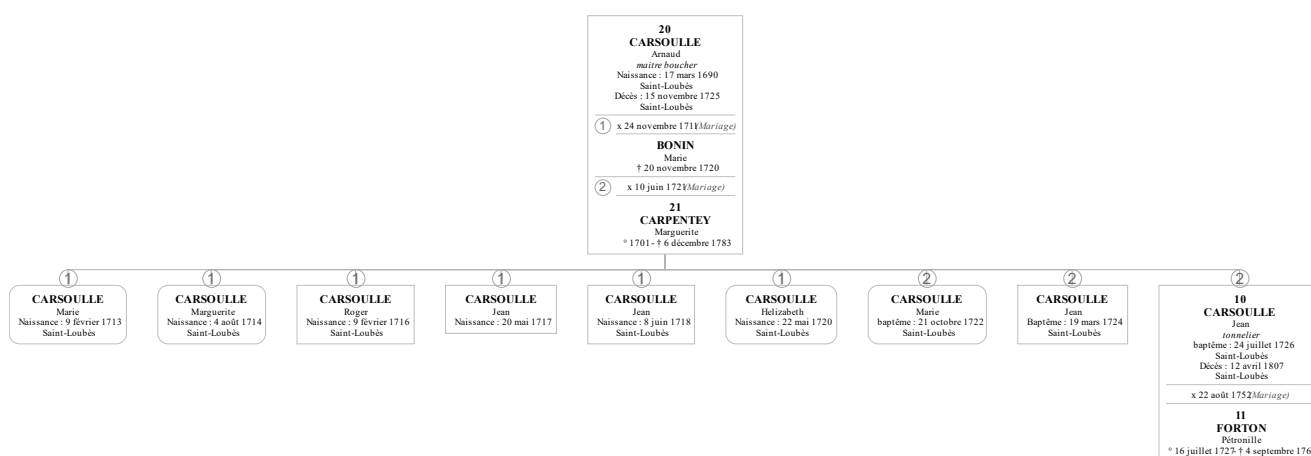 20
CARSOULLE
Arnaud
maitre boucher
Naissance : 17 mars 1690
Saint-Loubès
Décès : 15 novembre 1725
Saint-Loubès
1 x 24 novembre 1711 (Mariage)
BONIN
Marie
† 20 novembre 1720
2 x 10 juin 1721 (Mariage)
21
CARPENTEY
Marguerite
° 1701 - † 6 décembre 1783
1
CARSOULLE
Marie
Naissance : 9 février 1713
Saint-Loubès
1
CARSOULLE
Marguerite
Naissance : 4 août 1714
Saint-Loubès
1
CARSOULLE
Roger
Naissance : 9 février 1716
Saint-Loubès
1
CARSOULLE
Jean
Naissance : 20 mai 1717
1
CARSOULLE
Jean
Naissance : 8 juin 1718
Saint-Loubès
1
CARSOULLE
Helizabeth
Naissance : 22 mai 1720
Saint-Loubès
2
CARSOULLE
Marie
baptême : 21 octobre 1722
Saint-Loubès
2
CARSOULLE
Jean
Baptême : 19 mars 1724
Saint-Loubès
2
10
CARSOULLE
Jean
tonnelier
baptême : 24 juillet 1726
Saint-Loubès
Décès : 12 avril 1807
Saint-Loubès
x 22 août 1752 (Mariage)
11
FORTON
Pétronille
° 16 juillet 1727 - † 4 septembre